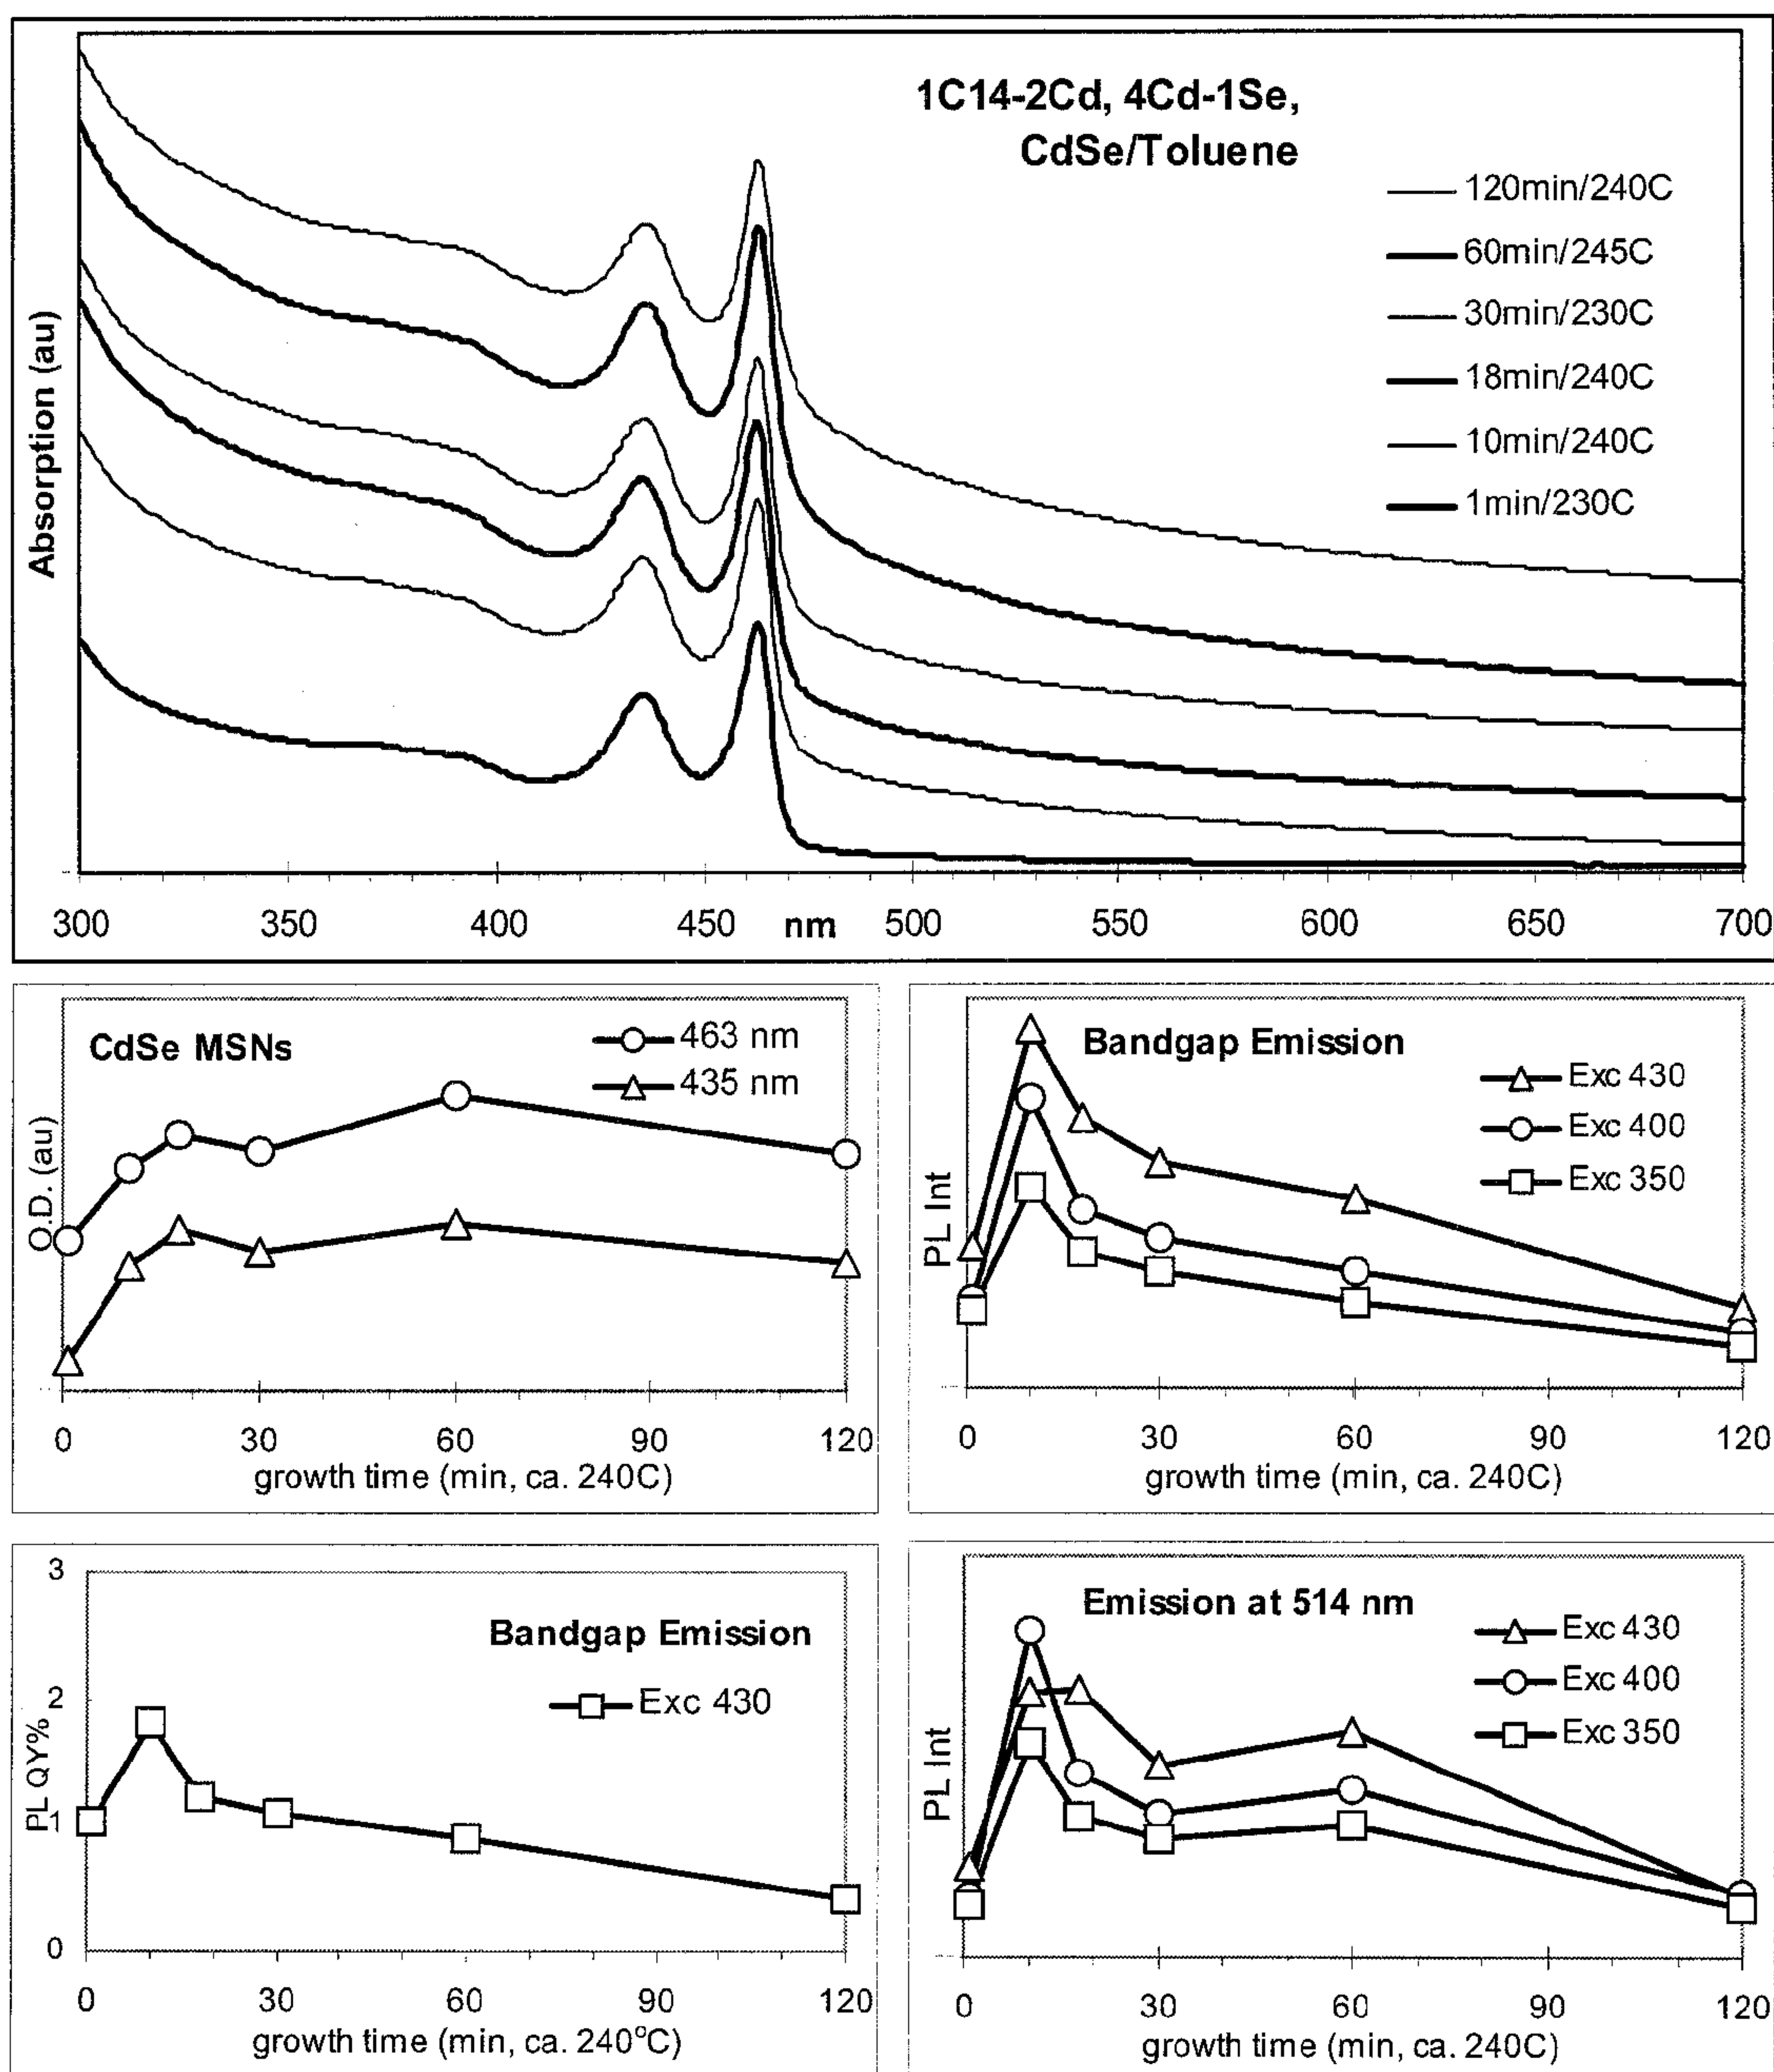 1C14-2Cd, 4Cd-1Se,
CdSe/Toluene
120min/240C
60min/245C
30min/230C
18min/240C
10min/240C
1min/230C
Absorption (au)
300 350 400 450 nm 500 550 600 650 700
CdSe MSNs
463 nm
435 nm
O.D. (au)
0 30 60 90 120
growth time (min, ca. 240C)
Bandgap Emission
Exc 430
Exc 400
Exc 350
PL Int
0 30 60 90 120
growth time (min, ca. 240C)
3
2
1
0
PL QY%
Bandgap Emission
Exc 430
0 30 60 90 120
growth time (min, ca. 240°C)
Emission at 514 nm
Exc 430
Exc 400
Exc 350
PL Int
0 30 60 90 120
growth time (min, ca. 240C)